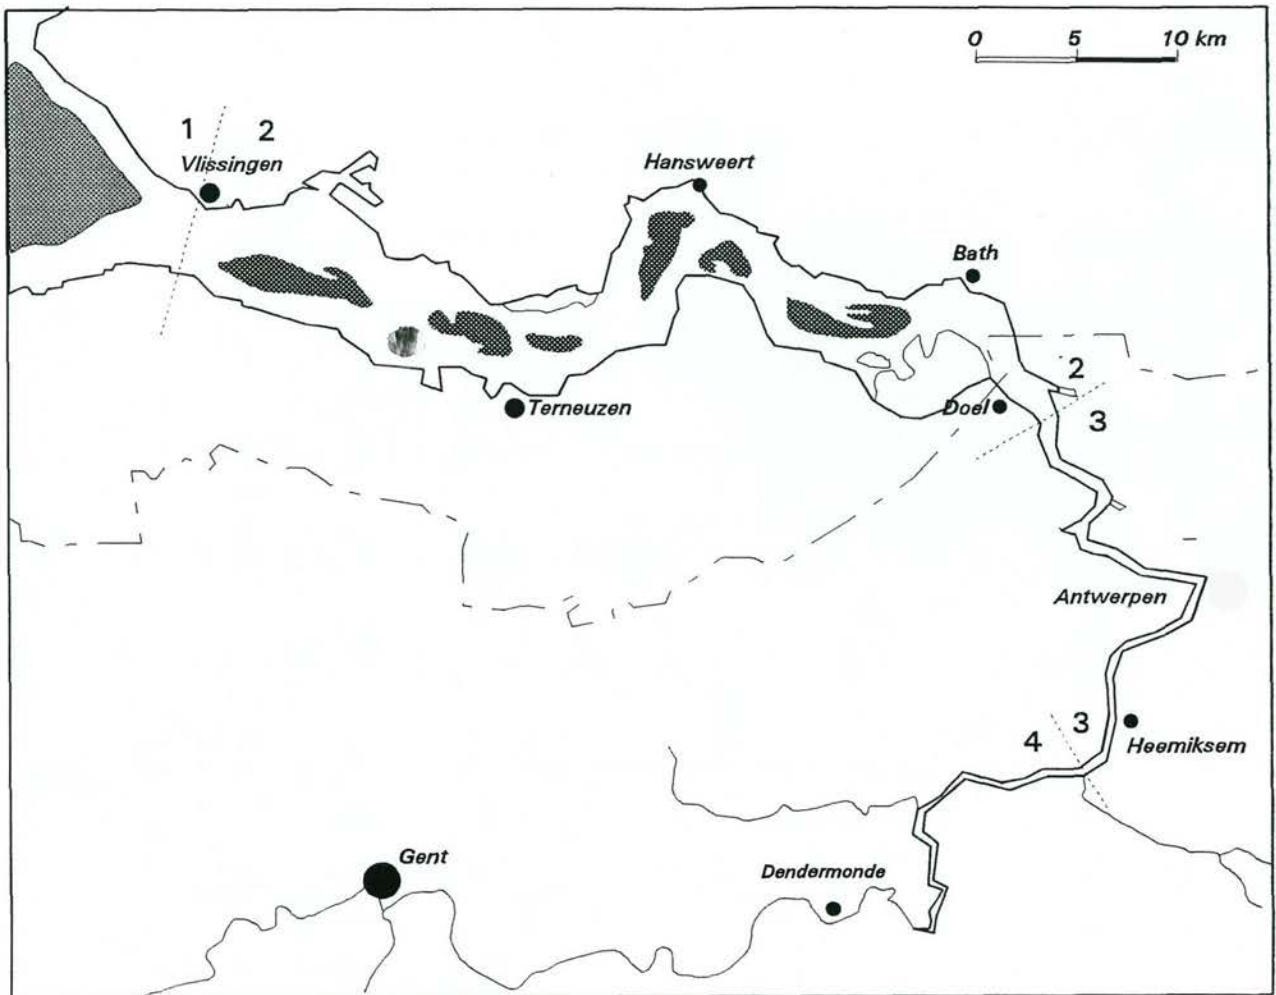 0 5 10 km
1 2
Vlissingen
Hansweert
Bath
2
Terneuzen
Doel
3
Antwerpen
3
4
Heemiksem
Gent
Dendermonde